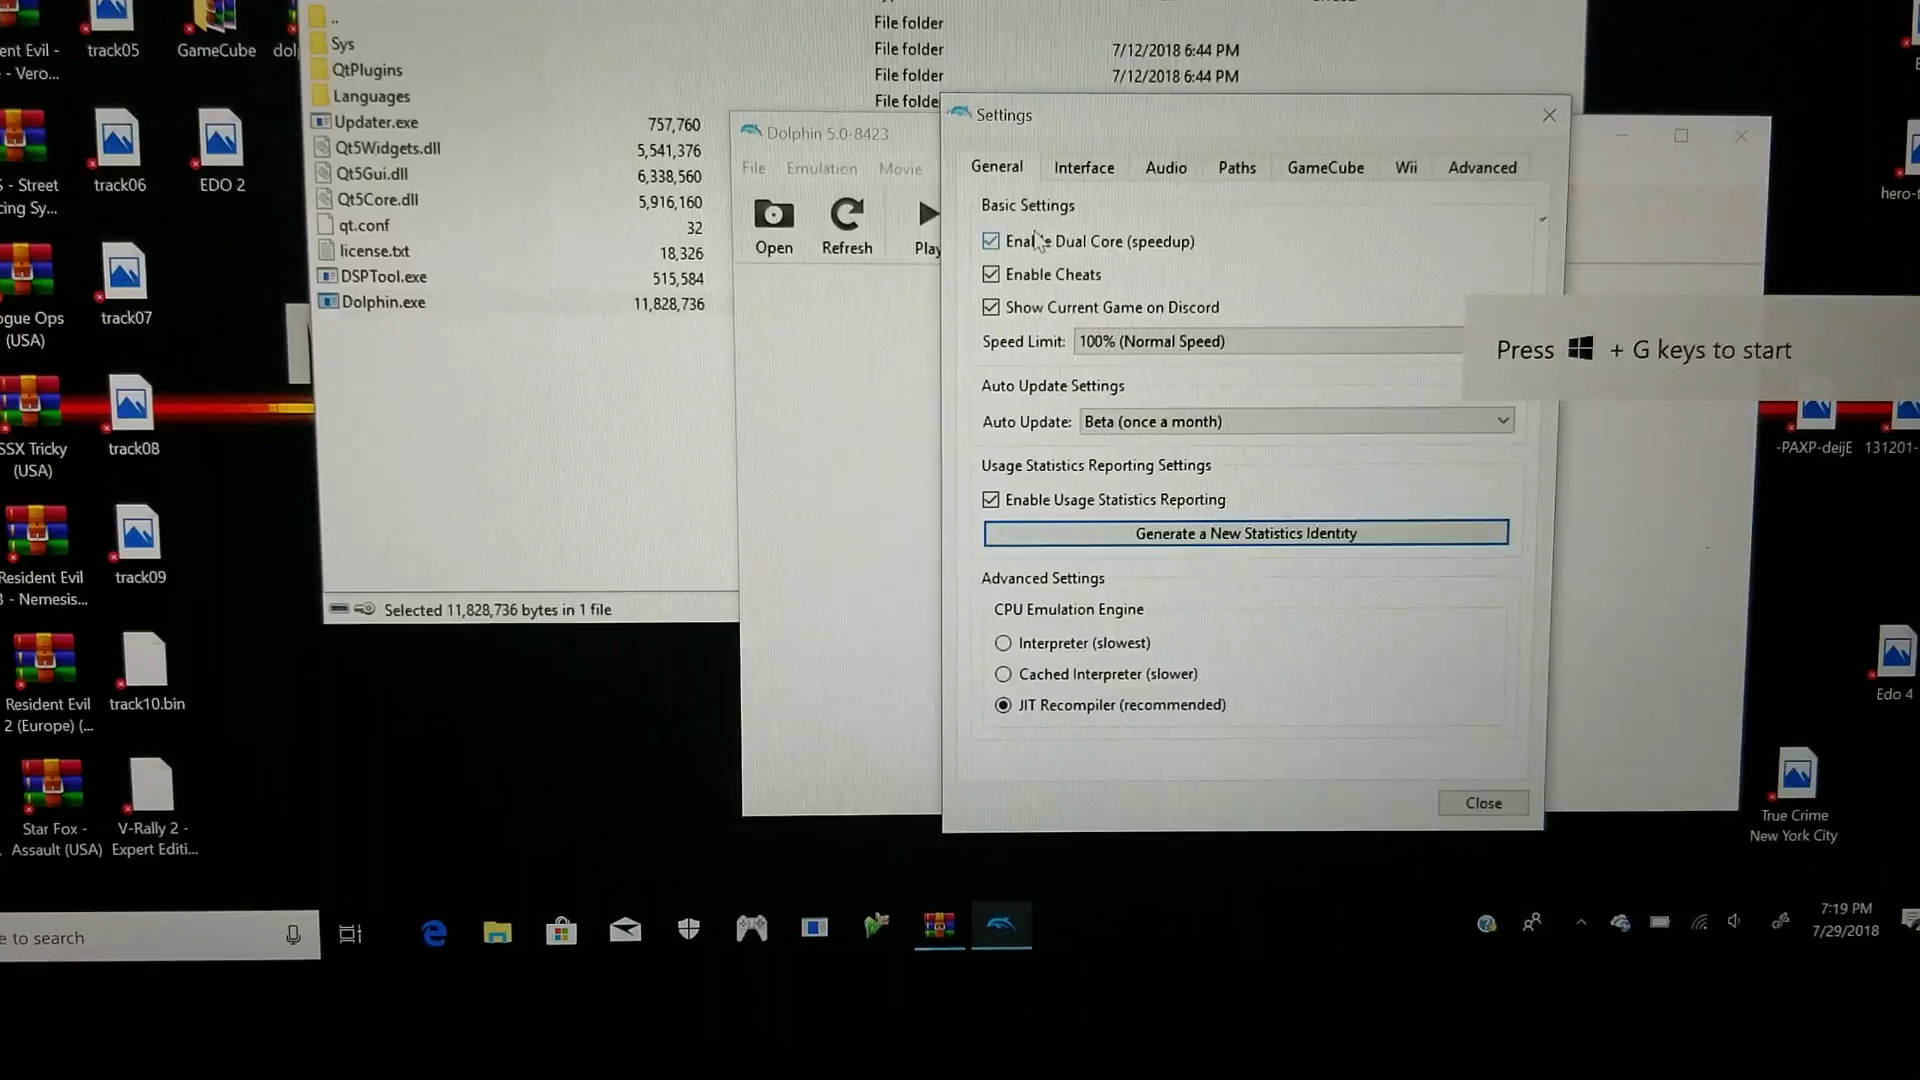 ent Evil -
- Vero...
track05
GameCube
dol
track06
EDO 2
S - Street
cing Sy...
ogue Ops
(USA)
track07
SSX Tricky
(USA)
track08
Resident Evil
3 - Nemesis...
track09
Resident Evil
2 (Europe) (...
track10.bin
Star Fox -
Assault (USA)
V-Rally 2 -
Expert Editi...
..
File folder
Sys
File folder
7/12/2018 6:44 PM
QtPlugins
File folder
7/12/2018 6:44 PM
Languages
File folde
Updater.exe
757,760
Qt5Widgets.dll
5,541,376
Qt5Gui.dll
6,338,560
Qt5Core.dll
5,916,160
qt.conf
32
license.txt
18,326
DSPTool.exe
515,584
Dolphin.exe
11,828,736
Selected 11,828,736 bytes in 1 file
Dolphin 5.0-8423
File Emulation Movie
Open Refresh Play
Settings
General Interface Audio Paths GameCube Wii Advanced
Basic Settings
Enable Dual Core (speedup)
Enable Cheats
Show Current Game on Discord
Speed Limit: 100% (Normal Speed)
Auto Update Settings
Auto Update: Beta (once a month)
Usage Statistics Reporting Settings
Enable Usage Statistics Reporting
Generate a New Statistics Identity
Advanced Settings
CPU Emulation Engine
Interpreter (slowest)
Cached Interpreter (slower)
JIT Recompiler (recommended)
Close
Press + G keys to start
hero-t
-PAXP-deijE
131201-
Edo 4
True Crime
New York City
e to search
7:19 PM
7/29/2018